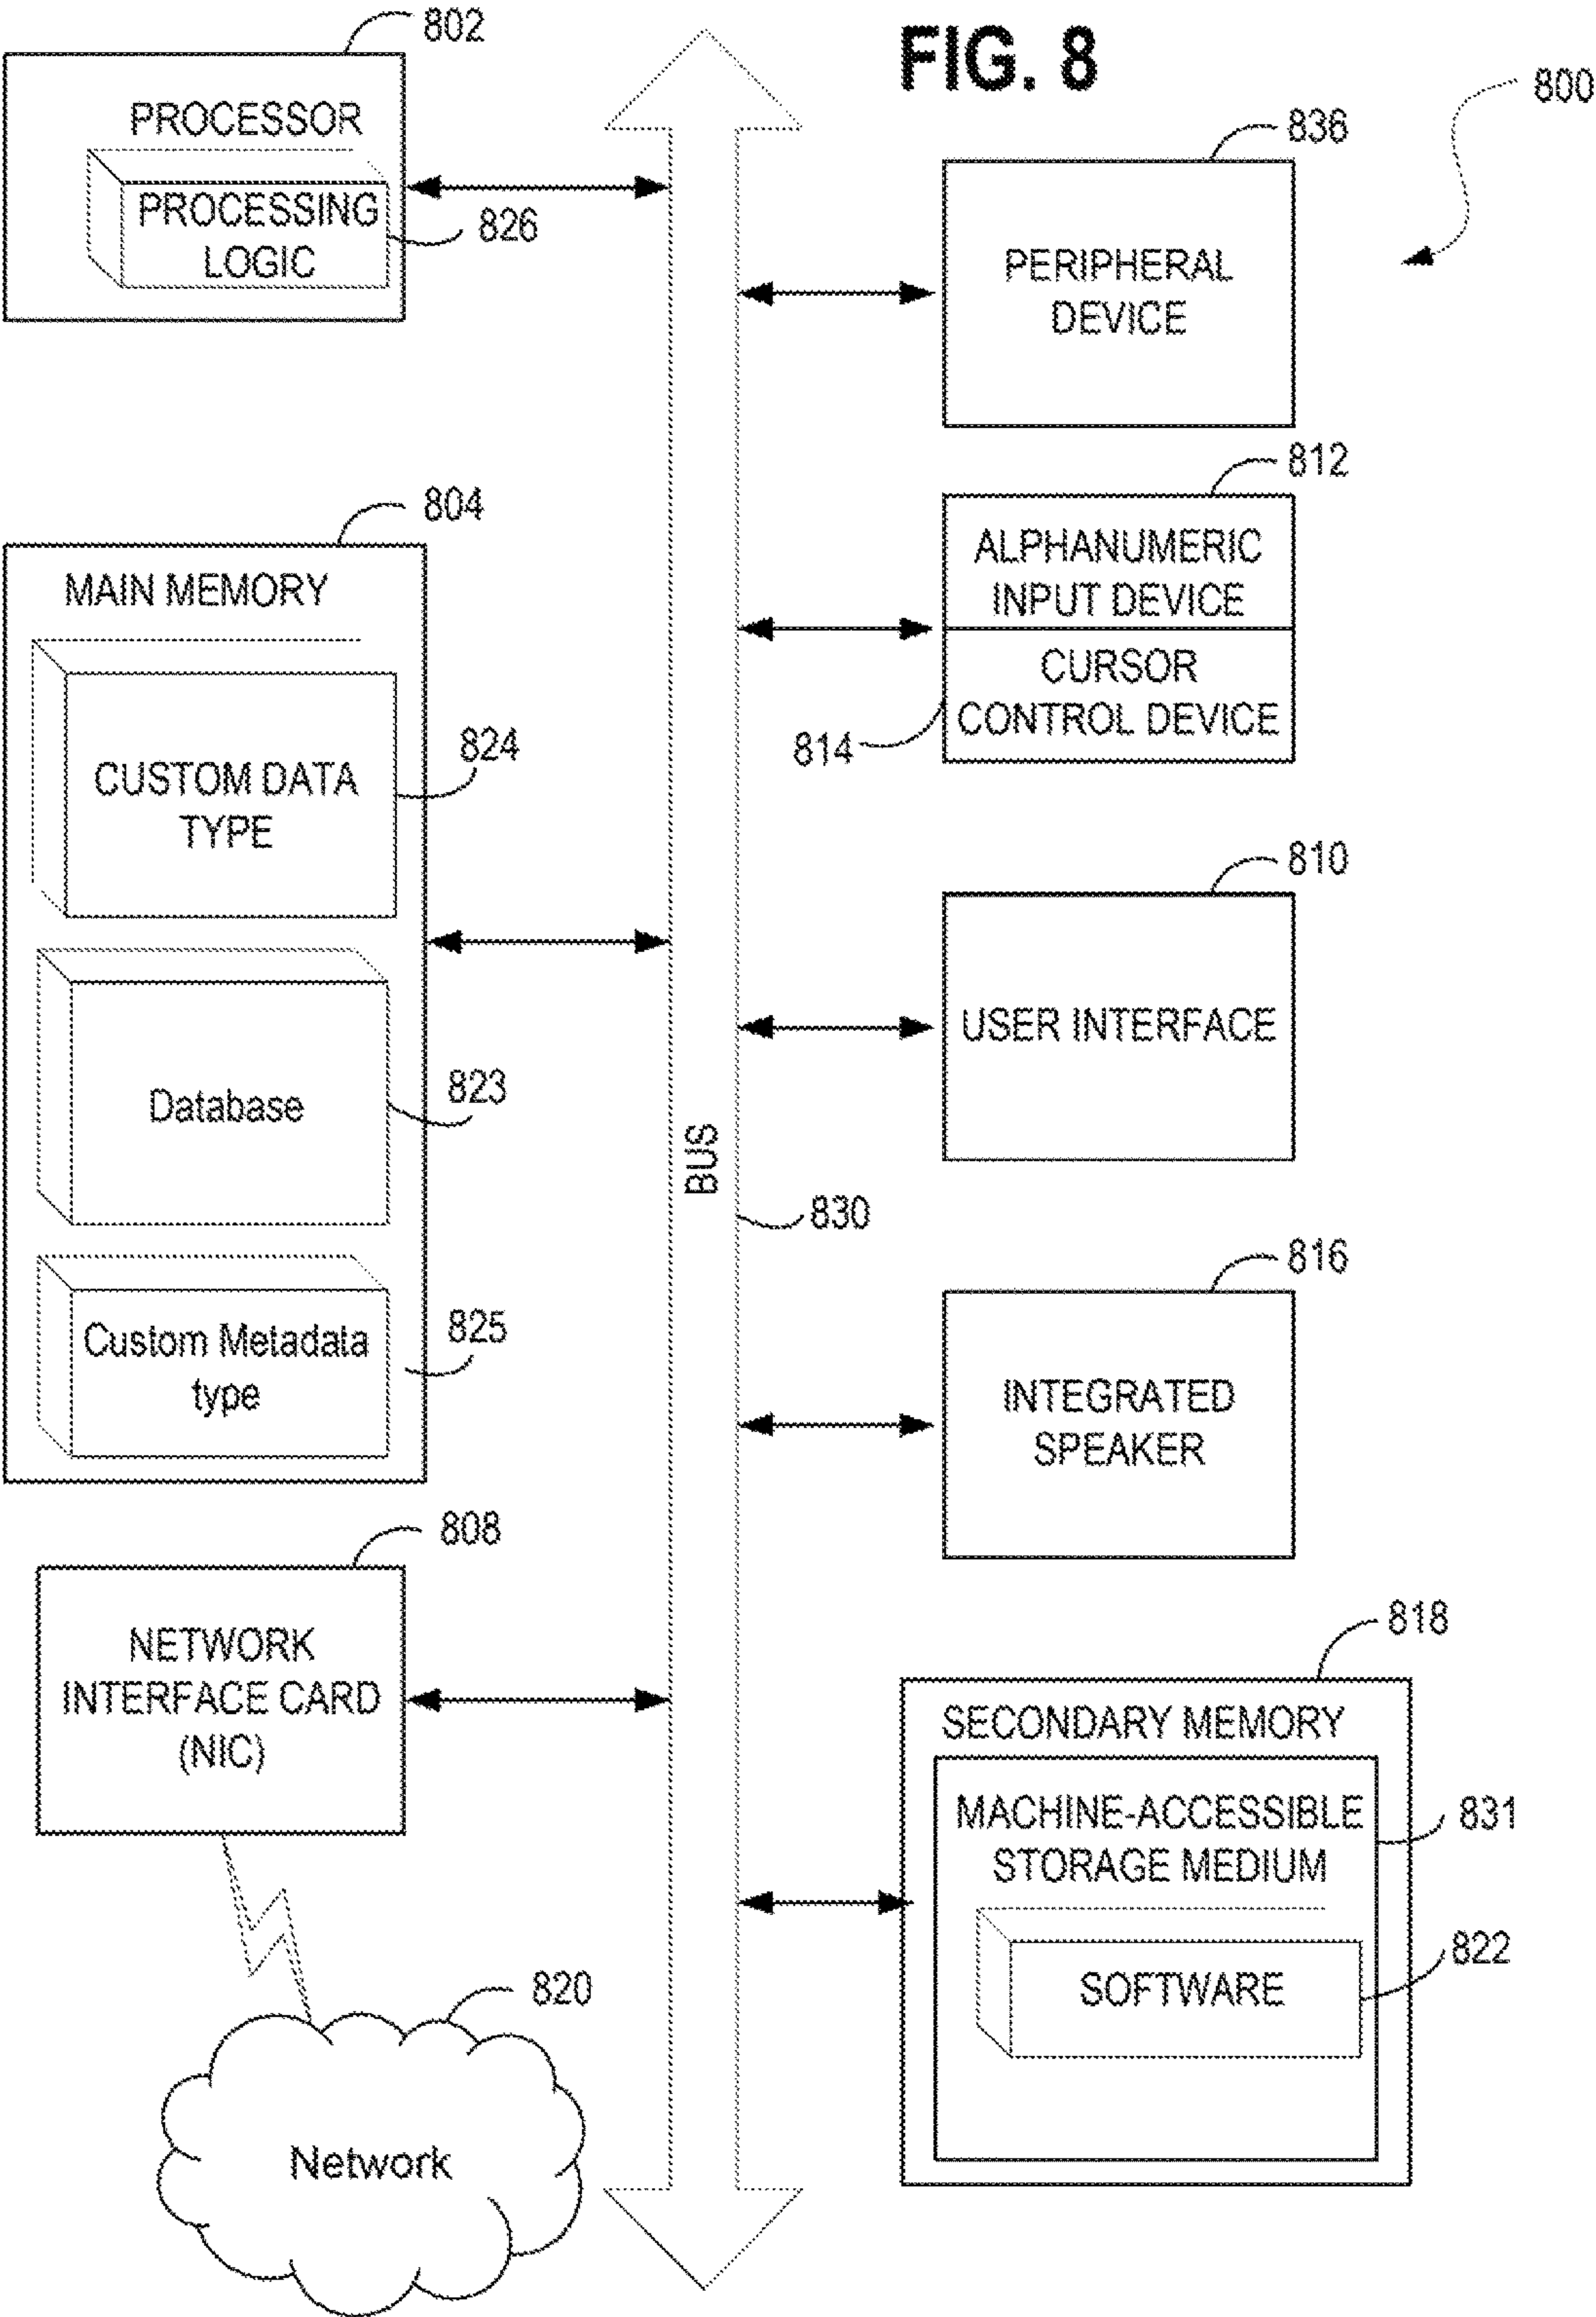 FIG. 8
800
802
PROCESSOR
PROCESSING
LOGIC
826
804
MAIN MEMORY
CUSTOM DATA
TYPE
824
Database
823
Custom Metadata
type
825
808
NETWORK
INTERFACE CARD
(NIC)
820
Network
BUS
830
836
PERIPHERAL
DEVICE
812
ALPHANUMERIC
INPUT DEVICE
CURSOR
CONTROL DEVICE
814
810
USER INTERFACE
816
INTEGRATED
SPEAKER
818
SECONDARY MEMORY
MACHINE-ACCESSIBLE
STORAGE MEDIUM
831
SOFTWARE
822